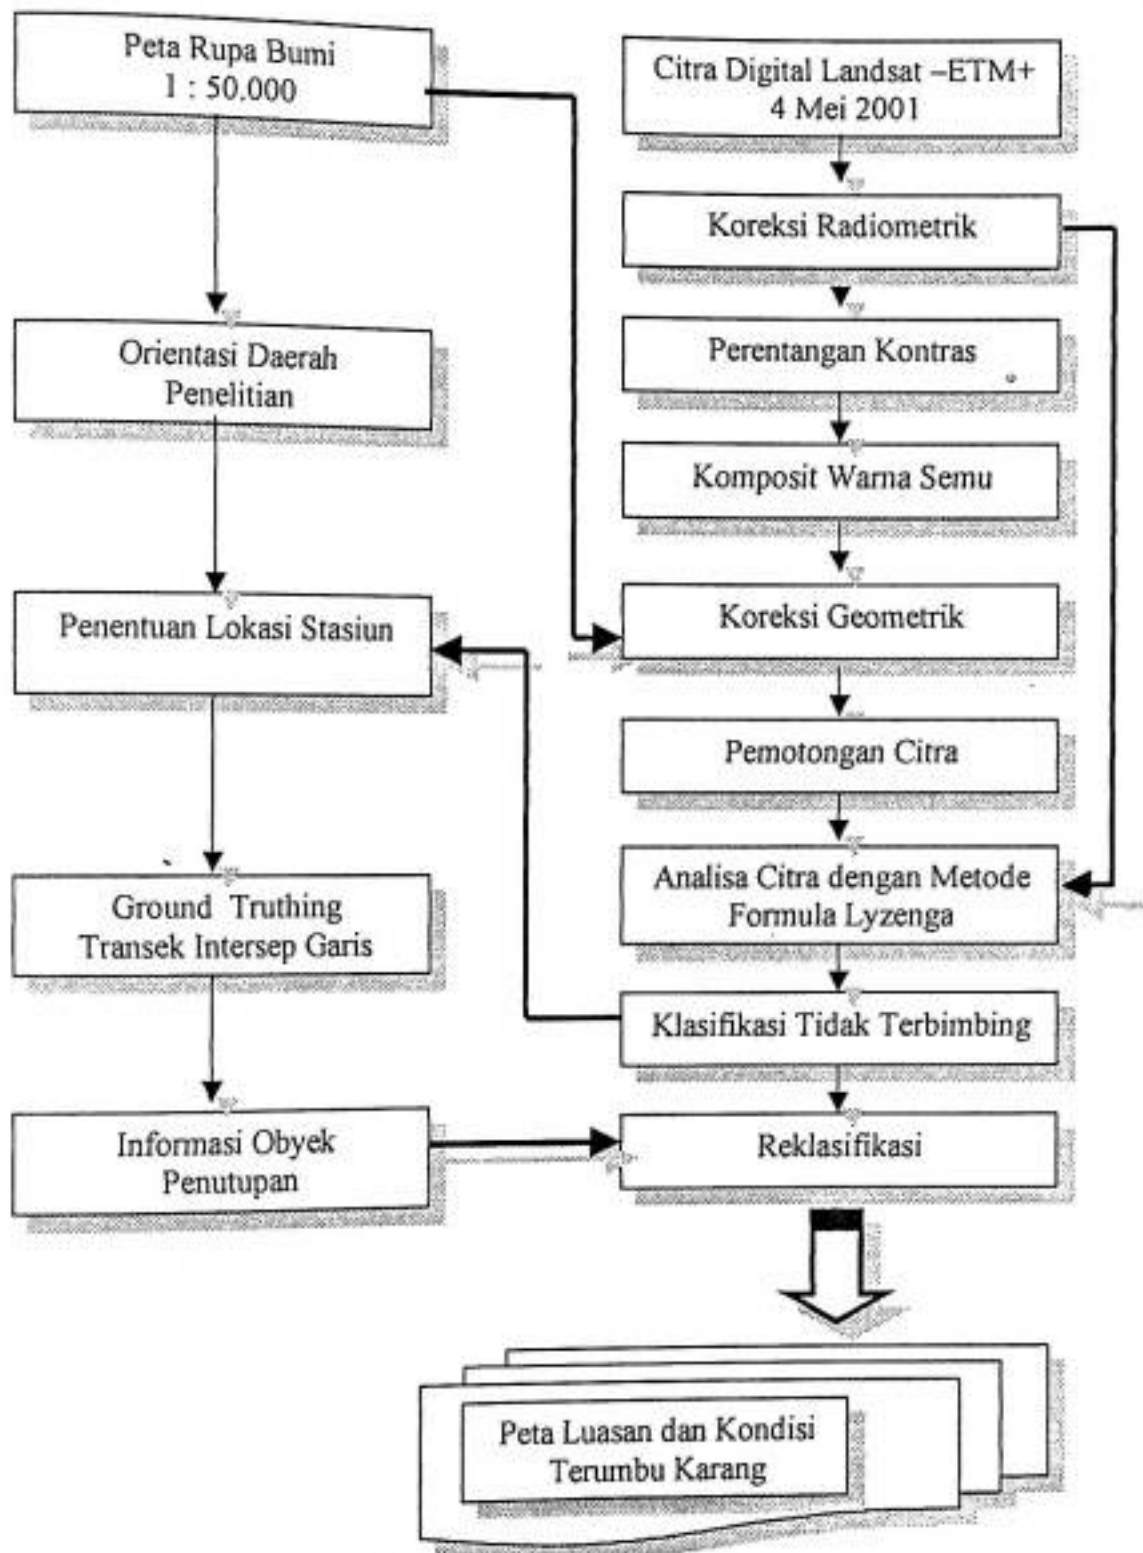 Peta Rupa Bumi
1 : 50.000
Orientasi Daerah
Penelitian
Penentuan Lokasi Stasiun
Ground Truthing
Transek Intersep Garis
Informasi Obyek
Penutupan
Citra Digital Landsat –ETM+
4 Mei 2001
Koreksi Radiometrik
Perentangan Kontras
Komposit Warna Semu
Koreksi Geometrik
Pemotongan Citra
Analisa Citra dengan Metode
Formula Lyzenga
Klasifikasi Tidak Terbimbing
Reklasifikasi
Peta Luasan dan Kondisi
Terumbu Karang